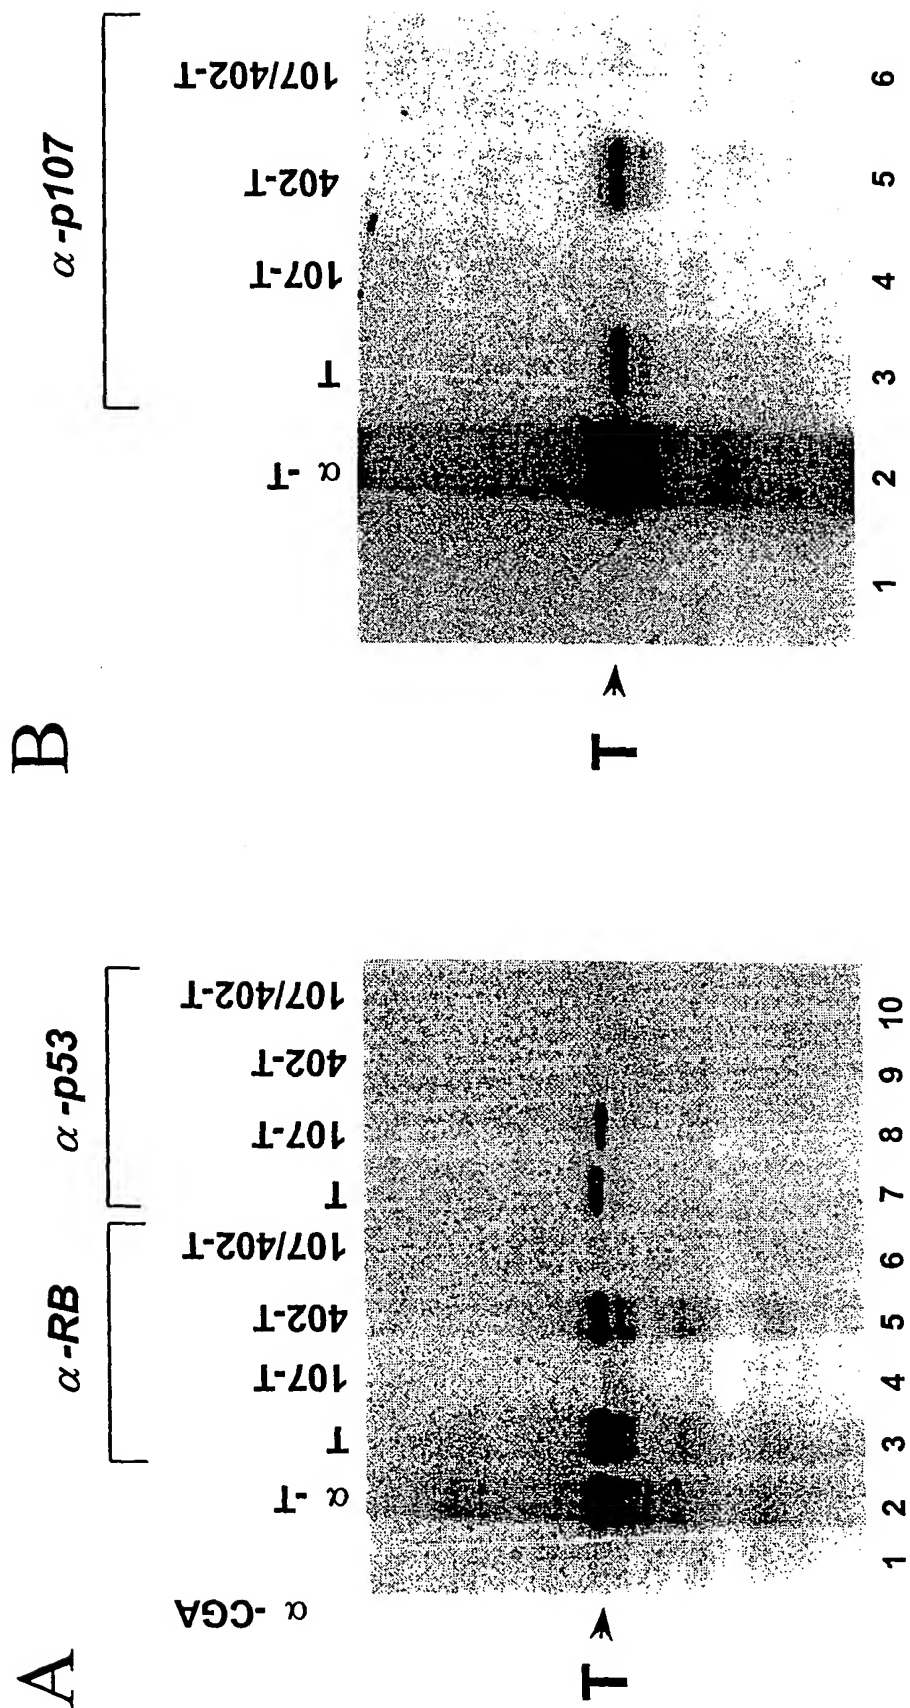 A
α-RB
α-p53
α-CGA
α-T
T
107-T
402-T
107/402-T
T
107-T
402-T
107/402-T
T
1 2 3 4 5 6 7 8 9 10
B
α-p107
α-T
T
107-T
402-T
107/402-T
T
1 2 3 4 5 6